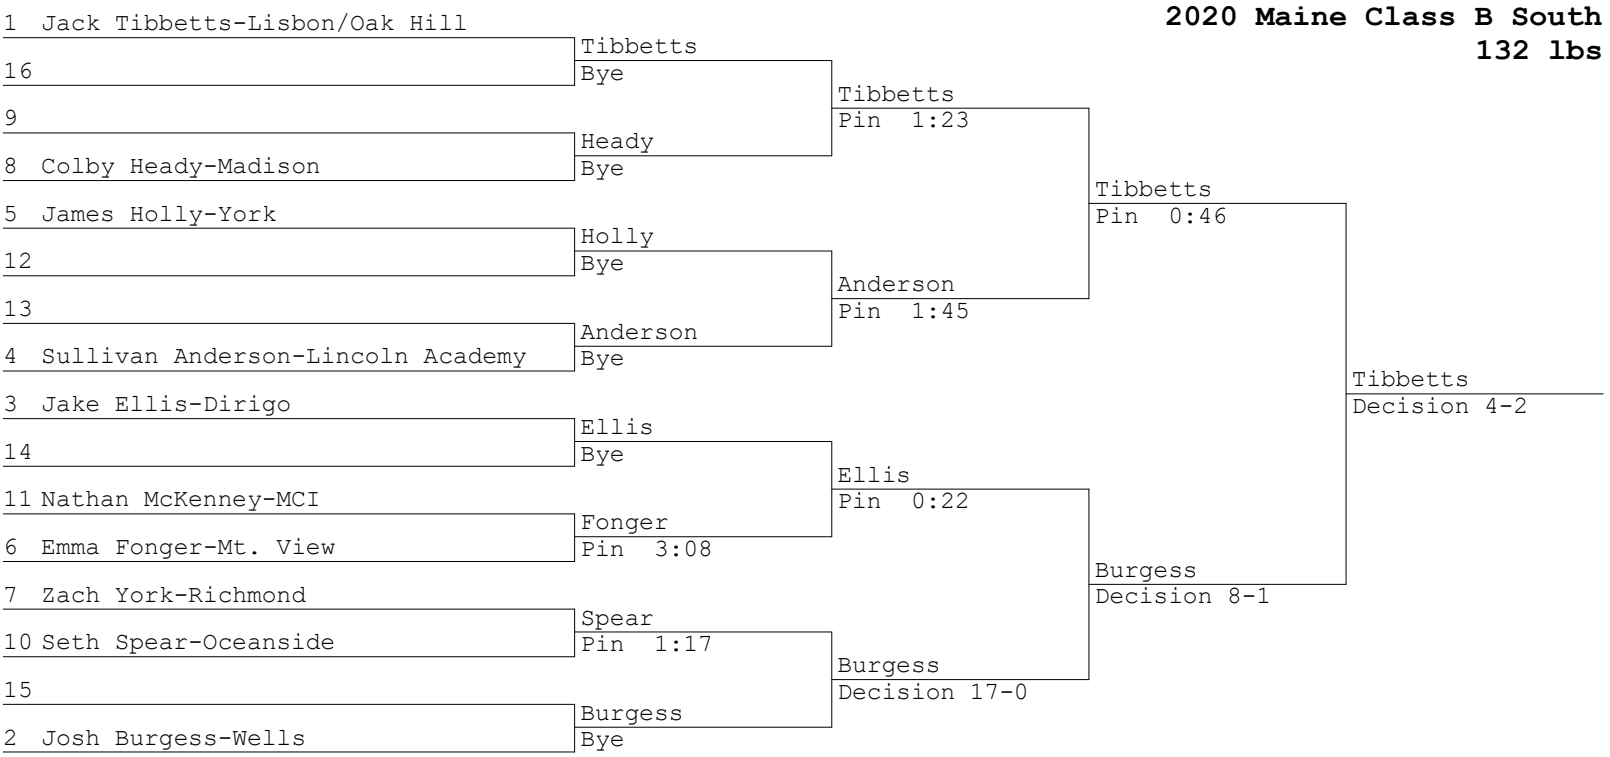 2020 Maine Class B South
132 lbs
1 Jack Tibbetts-Lisbon/Oak Hill
16
9
8 Colby Heady-Madison
5 James Holly-York
12
13
4 Sullivan Anderson-Lincoln Academy
3 Jake Ellis-Dirigo
14
11 Nathan McKenney-MCI
6 Emma Fonger-Mt. View
7 Zach York-Richmond
10 Seth Spear-Oceanside
15
2 Josh Burgess-Wells
Tibbetts
Bye
Heady
Bye
Holly
Bye
Anderson
Bye
Ellis
Bye
Fonger
Pin 3:08
Spear
Pin 1:17
Burgess
Bye
Tibbetts
Pin 1:23
Anderson
Pin 1:45
Ellis
Pin 0:22
Burgess
Decision 17-0
Tibbetts
Pin 0:46
Burgess
Decision 8-1
Tibbetts
Decision 4-2